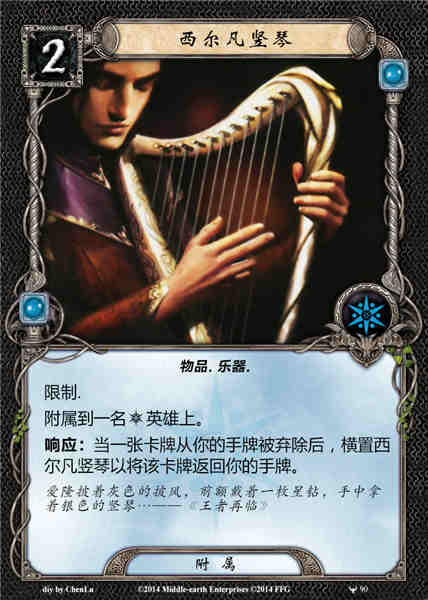 西尔凡竖琴
2
物品. 乐器.
限制.
附属到一名英雄上。
响应：当一张卡牌从你的手牌被弃除后，横置西
尔凡竖琴以将该卡牌返回你的手牌。
爱隆披着灰色的披风，前额戴着一枚星钻，手中拿
着银色的竖琴…——《王者再临》
附 属
diy by ChenLu ©2014 Middle-earth Enterprises ©2014 FFG 90